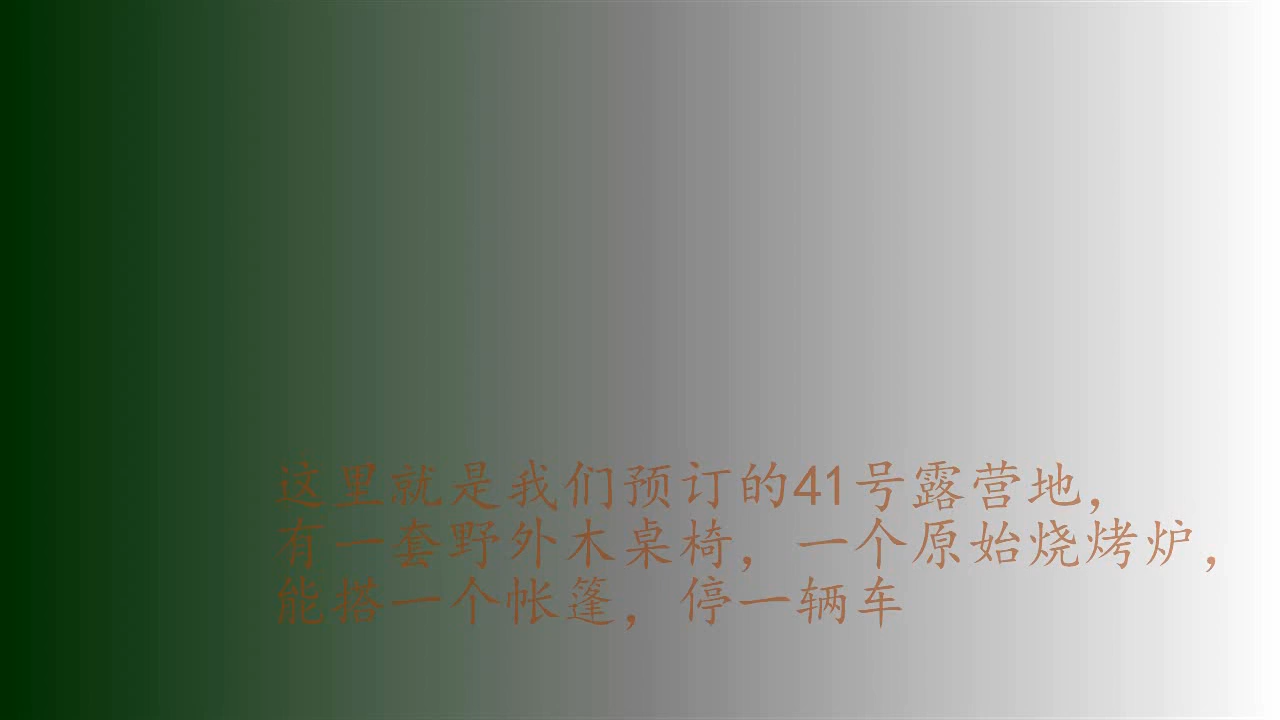 这里就是我们预订的41号露营地，
有一套野外木桌椅，一个原始烧烤炉，
能搭一个帐篷，停一辆车